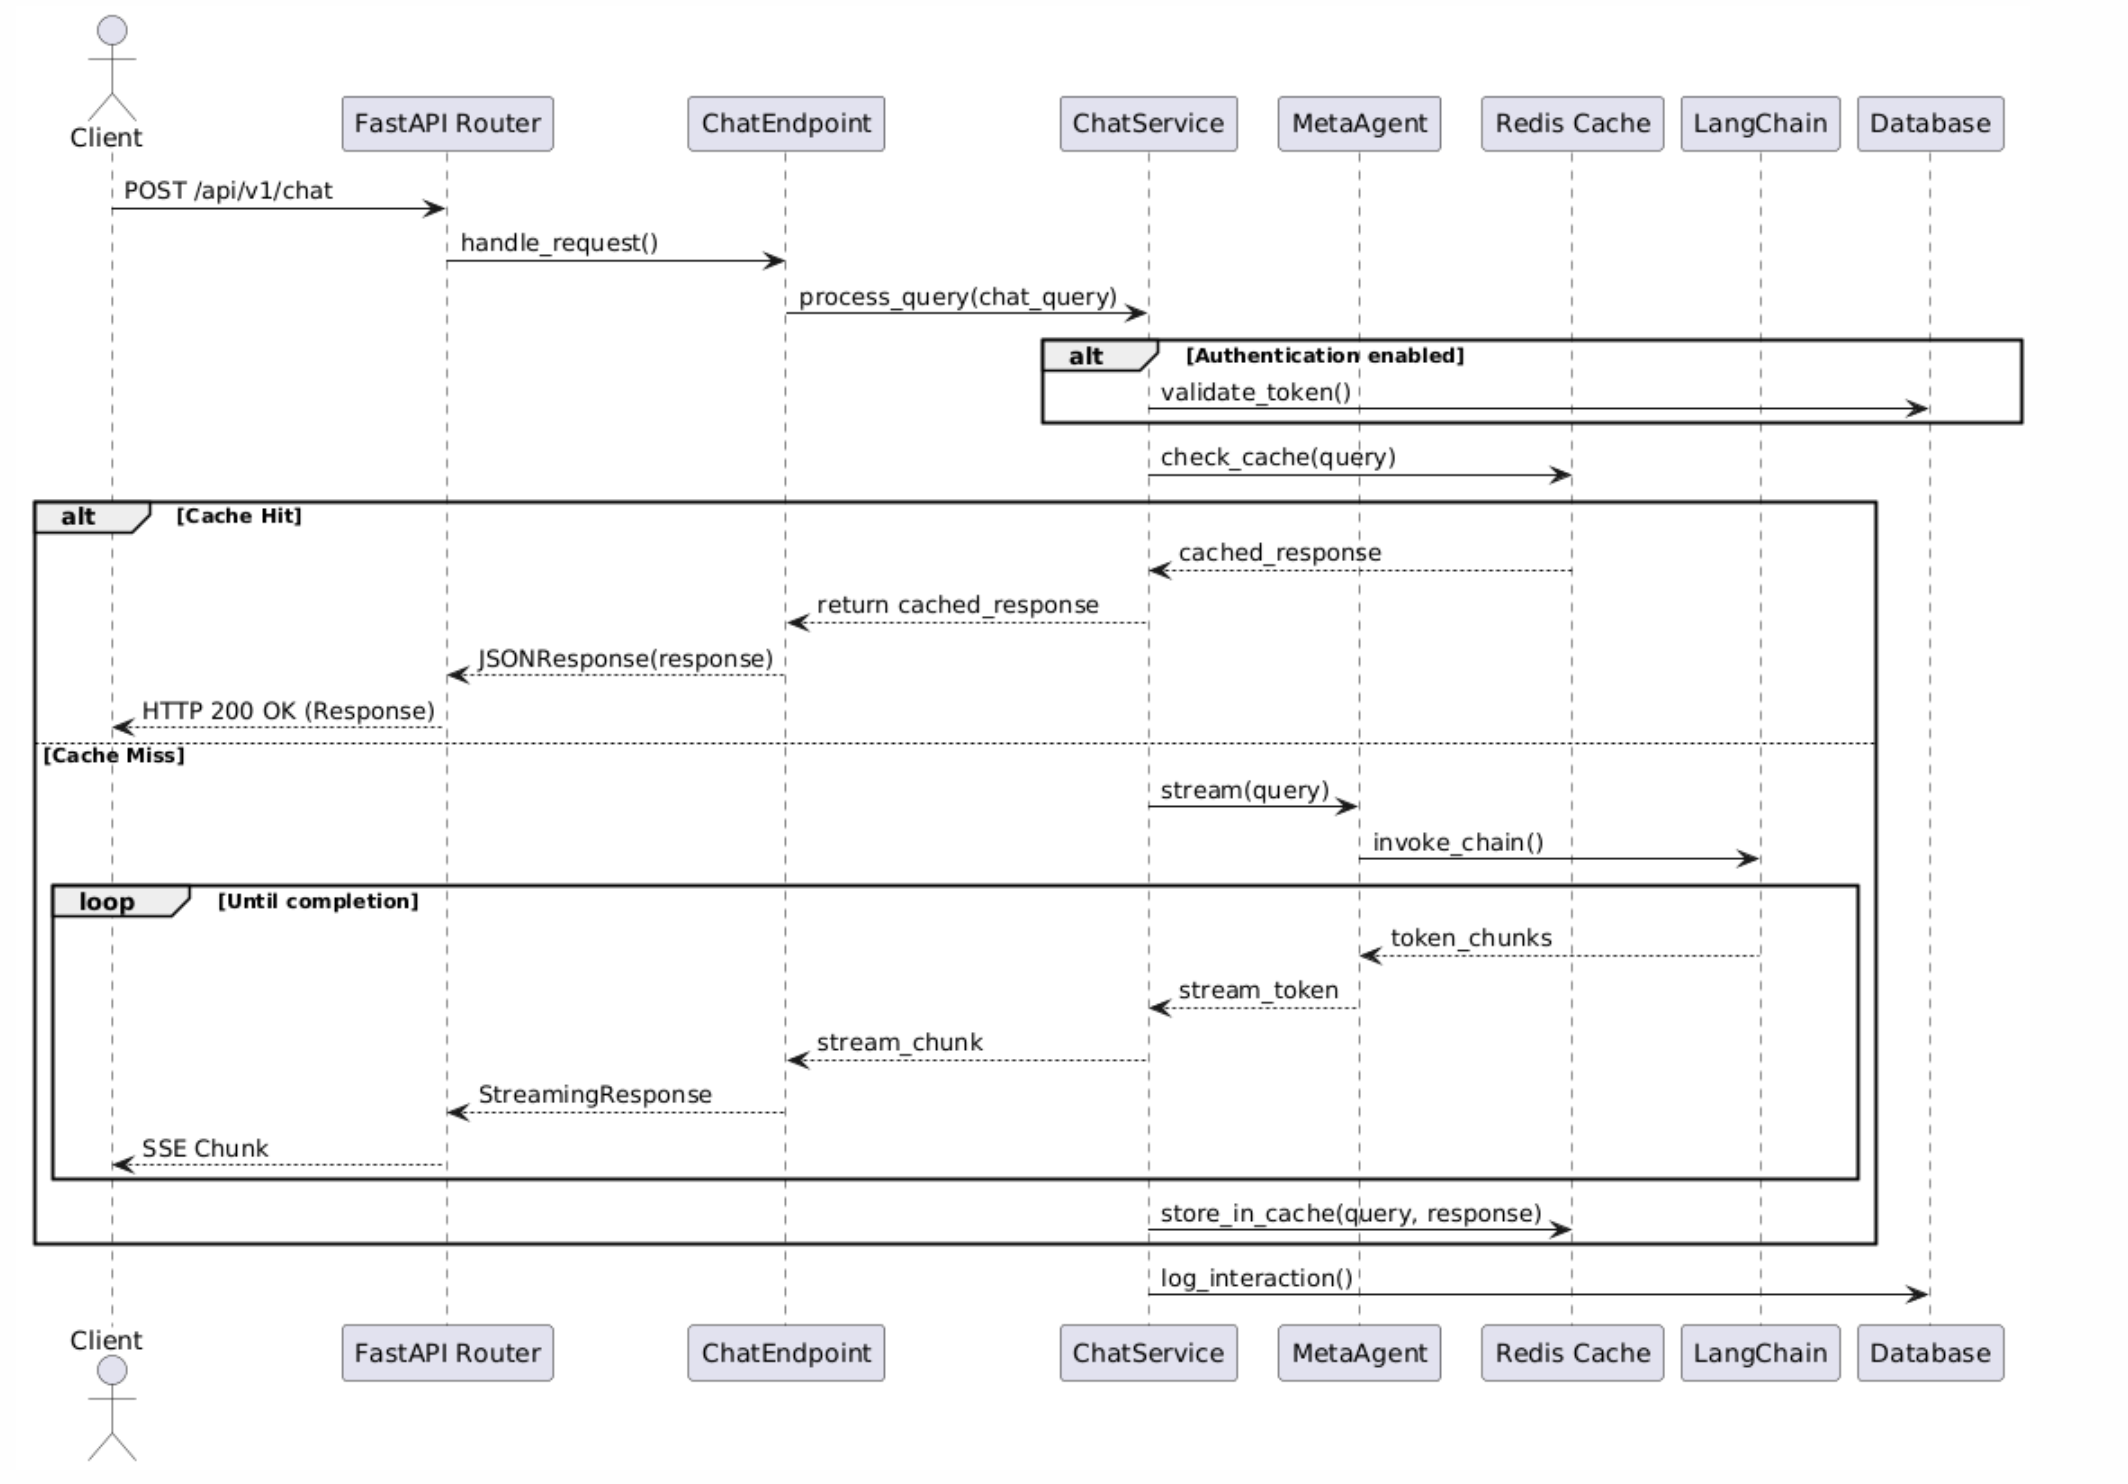 Client
FastAPI Router
ChatEndpoint
ChatService
MetaAgent
Redis Cache
LangChain
Database
POST /api/v1/chat
handle_request()
process_query(chat_query)
alt
[Authentication enabled]
validate_token()
check_cache(query)
alt
[Cache Hit]
cached_response
return cached_response
JSONResponse(response)
HTTP 200 OK (Response)
[Cache Miss]
stream(query)
invoke_chain()
loop
[Until completion]
token_chunks
stream_token
stream_chunk
StreamingResponse
SSE Chunk
store_in_cache(query, response)
log_interaction()
Client
FastAPI Router
ChatEndpoint
ChatService
MetaAgent
Redis Cache
LangChain
Database